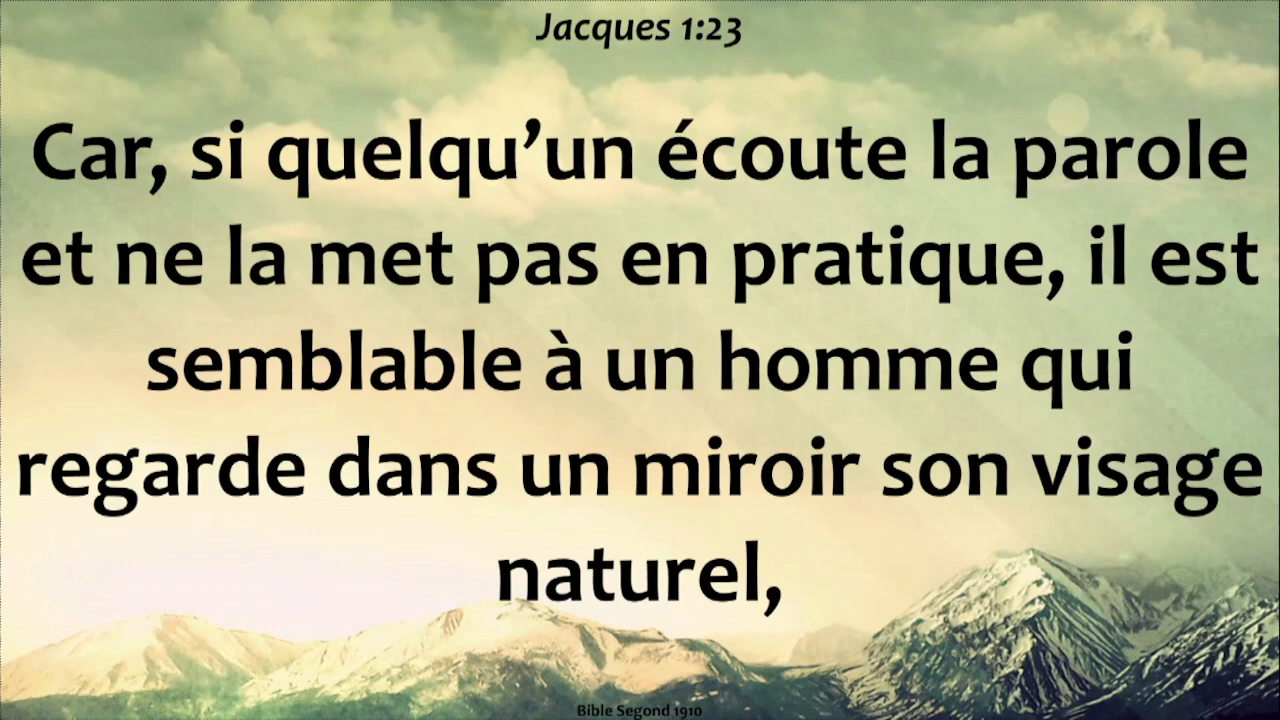 Jacques 1:23
Car, si quelqu’un écoute la parole
et ne la met pas en pratique, il est
semblable à un homme qui
regarde dans un miroir son visage
naturel,
Bible Segond 1910